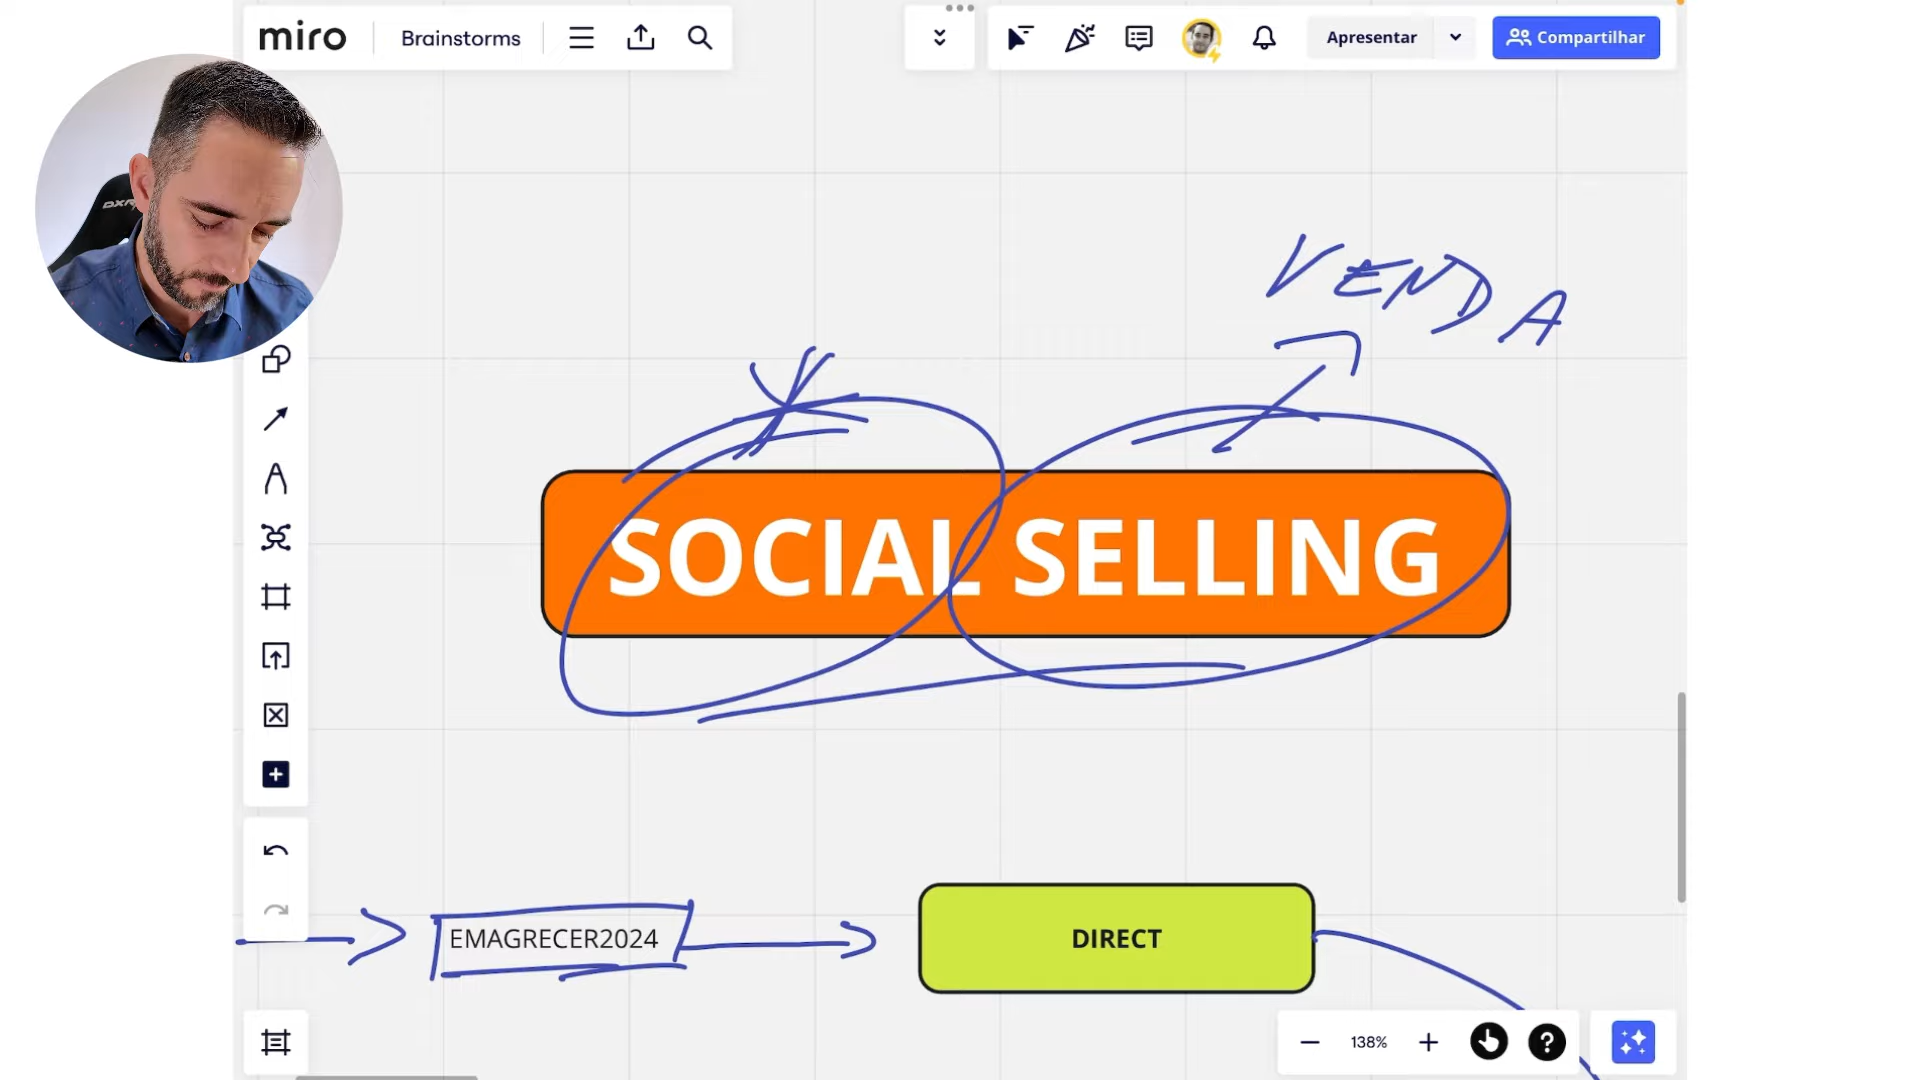 miro Brainstorms Apresentar Compartilhar
VENDA
SOCIAL SELLING
EMAGRECER2024 DIRECT
138%